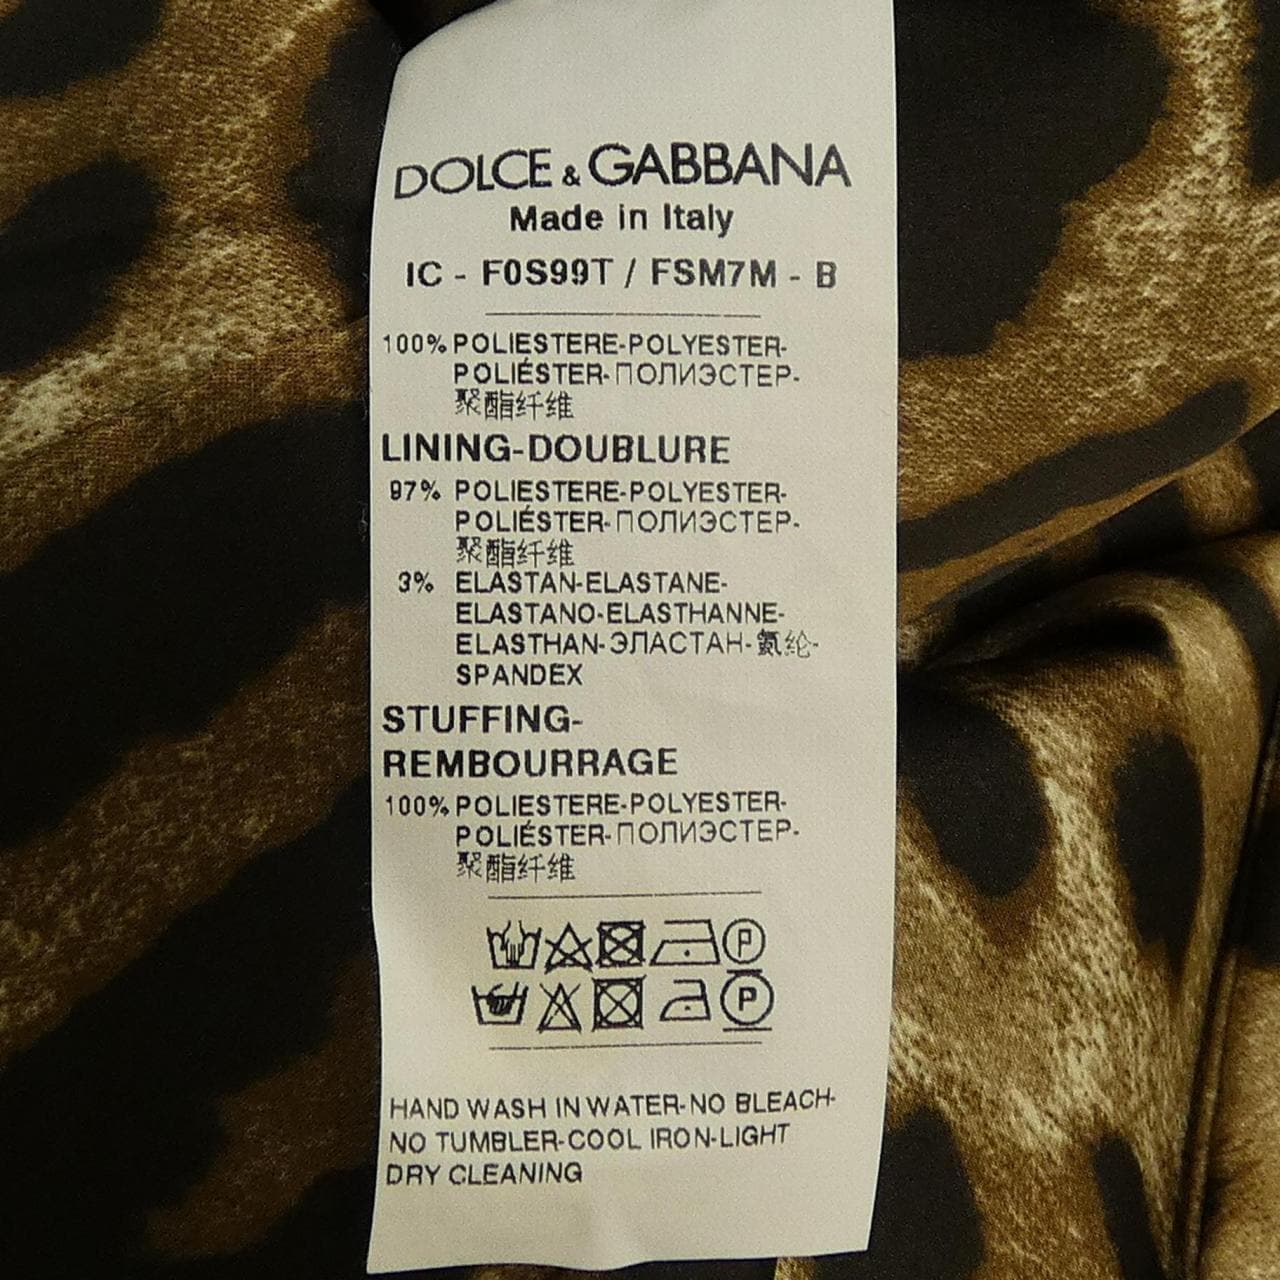 DOLCE & GABBANA
Made in Italy
IC - F0S99T / FSM7M - B
100% POLIESTERE-POLYESTER-
POLIÉSTER-ПОЛИЭСТЕР-
聚酯纤维
LINING-DOUBLURE
97% POLIESTERE-POLYESTER-
POLIÉSTER-ПОЛИЭСТЕР-
聚酯纤维
3% ELASTAN-ELASTANE-
ELASTANO-ELASTHANNE-
ELASTHAN-ЭЛАСТАН-氨纶-
SPANDEX
STUFFING-
REMBOURRAGE
100% POLIESTERE-POLYESTER-
POLIÉSTER-ПОЛИЭСТЕР-
聚酯纤维
P
P
HAND WASH IN WATER-NO BLEACH-
NO TUMBLER-COOL IRON-LIGHT
DRY CLEANING